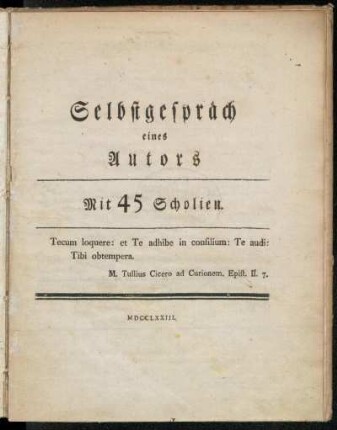 Selbstgespräch
eines
Autors
Mit 45 Scholien.
Tecum loquere: et Te adhibe in consilium: Te audi:
Tibi obtempera.
M. Tullius Cicero ad Curionem. Epist. II. 7.
MDCCLXXIII.